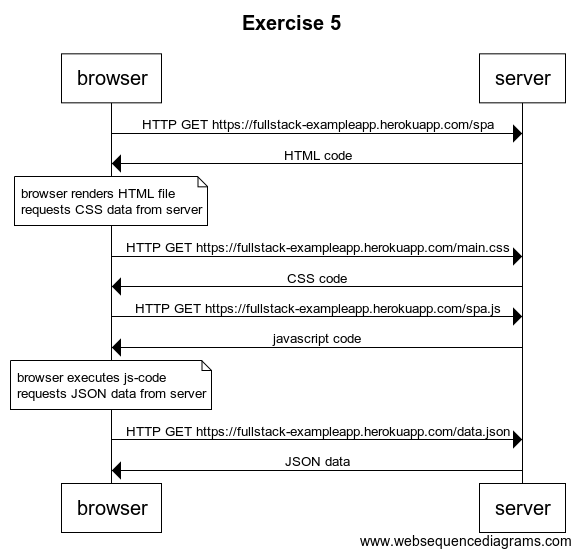 Exercise 5
browser
server
HTTP GET https://fullstack-exampleapp.herokuapp.com/spa
HTML code
browser renders HTML file
requests CSS data from server
HTTP GET https://fullstack-exampleapp.herokuapp.com/main.css
CSS code
HTTP GET https://fullstack-exampleapp.herokuapp.com/spa.js
javascript code
browser executes js-code
requests JSON data from server
HTTP GET https://fullstack-exampleapp.herokuapp.com/data.json
JSON data
browser
server
www.websequencediagrams.com